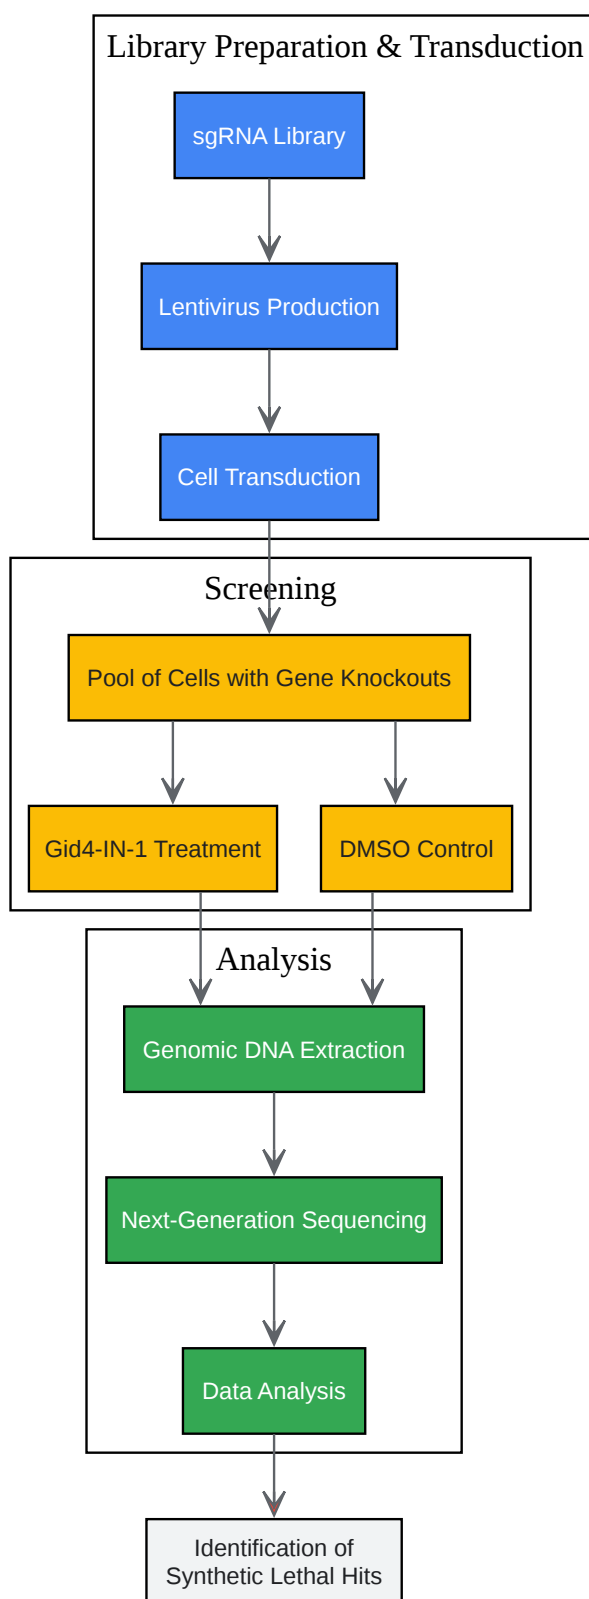 Library Preparation & Transduction
sgRNA Library
Lentivirus Production
Cell Transduction
Screening
Pool of Cells with Gene Knockouts
Gid4-IN-1 Treatment
DMSO Control
Analysis
Genomic DNA Extraction
Next-Generation Sequencing
Data Analysis
Identification of
Synthetic Lethal Hits